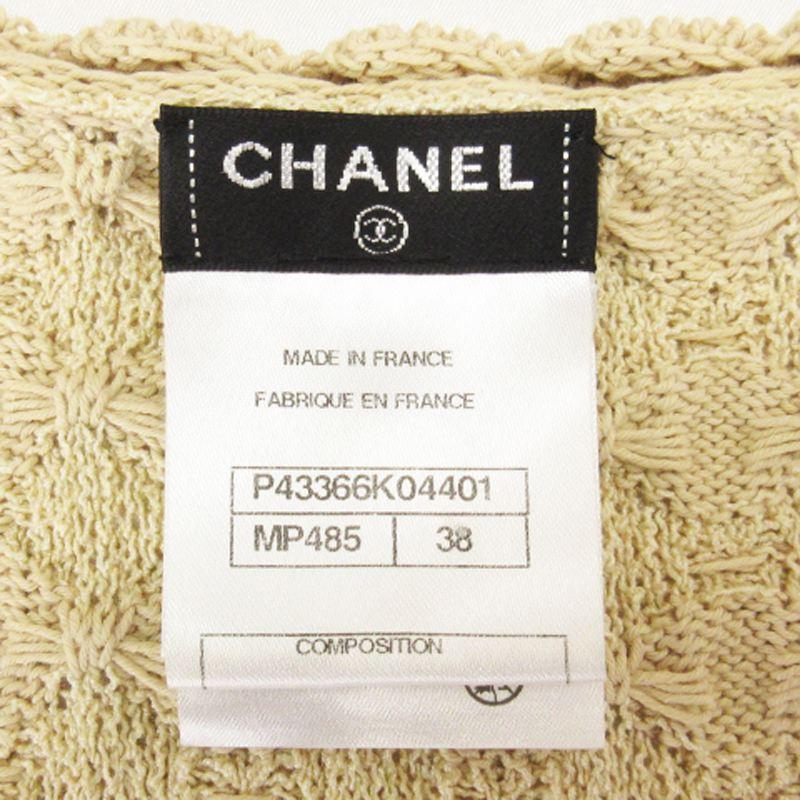 CHANEL
MADE IN FRANCE
FABRIQUE EN FRANCE
P43366K04401
MP485 38
COMPOSITION